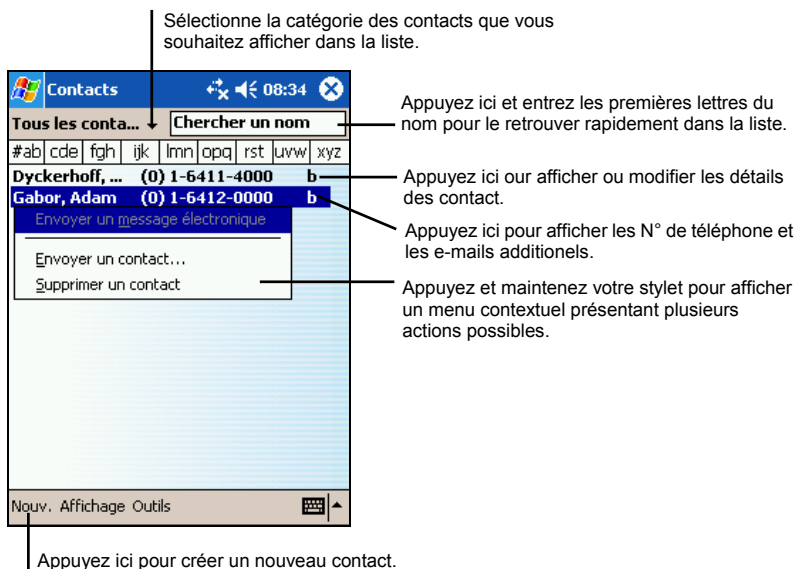 Sélectionne la catégorie des contacts que vous
souhaitez afficher dans la liste.
Contacts 08:34
Tous les conta... Chercher un nom
#ab cde fgh ijk lmn opq rst uvw xyz
Dyckerhoff, ... (0) 1-6411-4000 b
Gabor, Adam (0) 1-6412-0000 b
Envoyer un message électronique
Envoyer un contact...
Supprimer un contact
Appuyez ici et entrez les premières lettres du
nom pour le retrouver rapidement dans la liste.
Appuyez ici our afficher ou modifier les détails
des contact.
Appuyez ici pour afficher les N° de téléphone et
les e-mails additionels.
Appuyez et maintenez votre stylet pour afficher
un menu contextuel présentant plusieurs
actions possibles.
Nouv. Affichage Outils
Appuyez ici pour créer un nouveau contact.